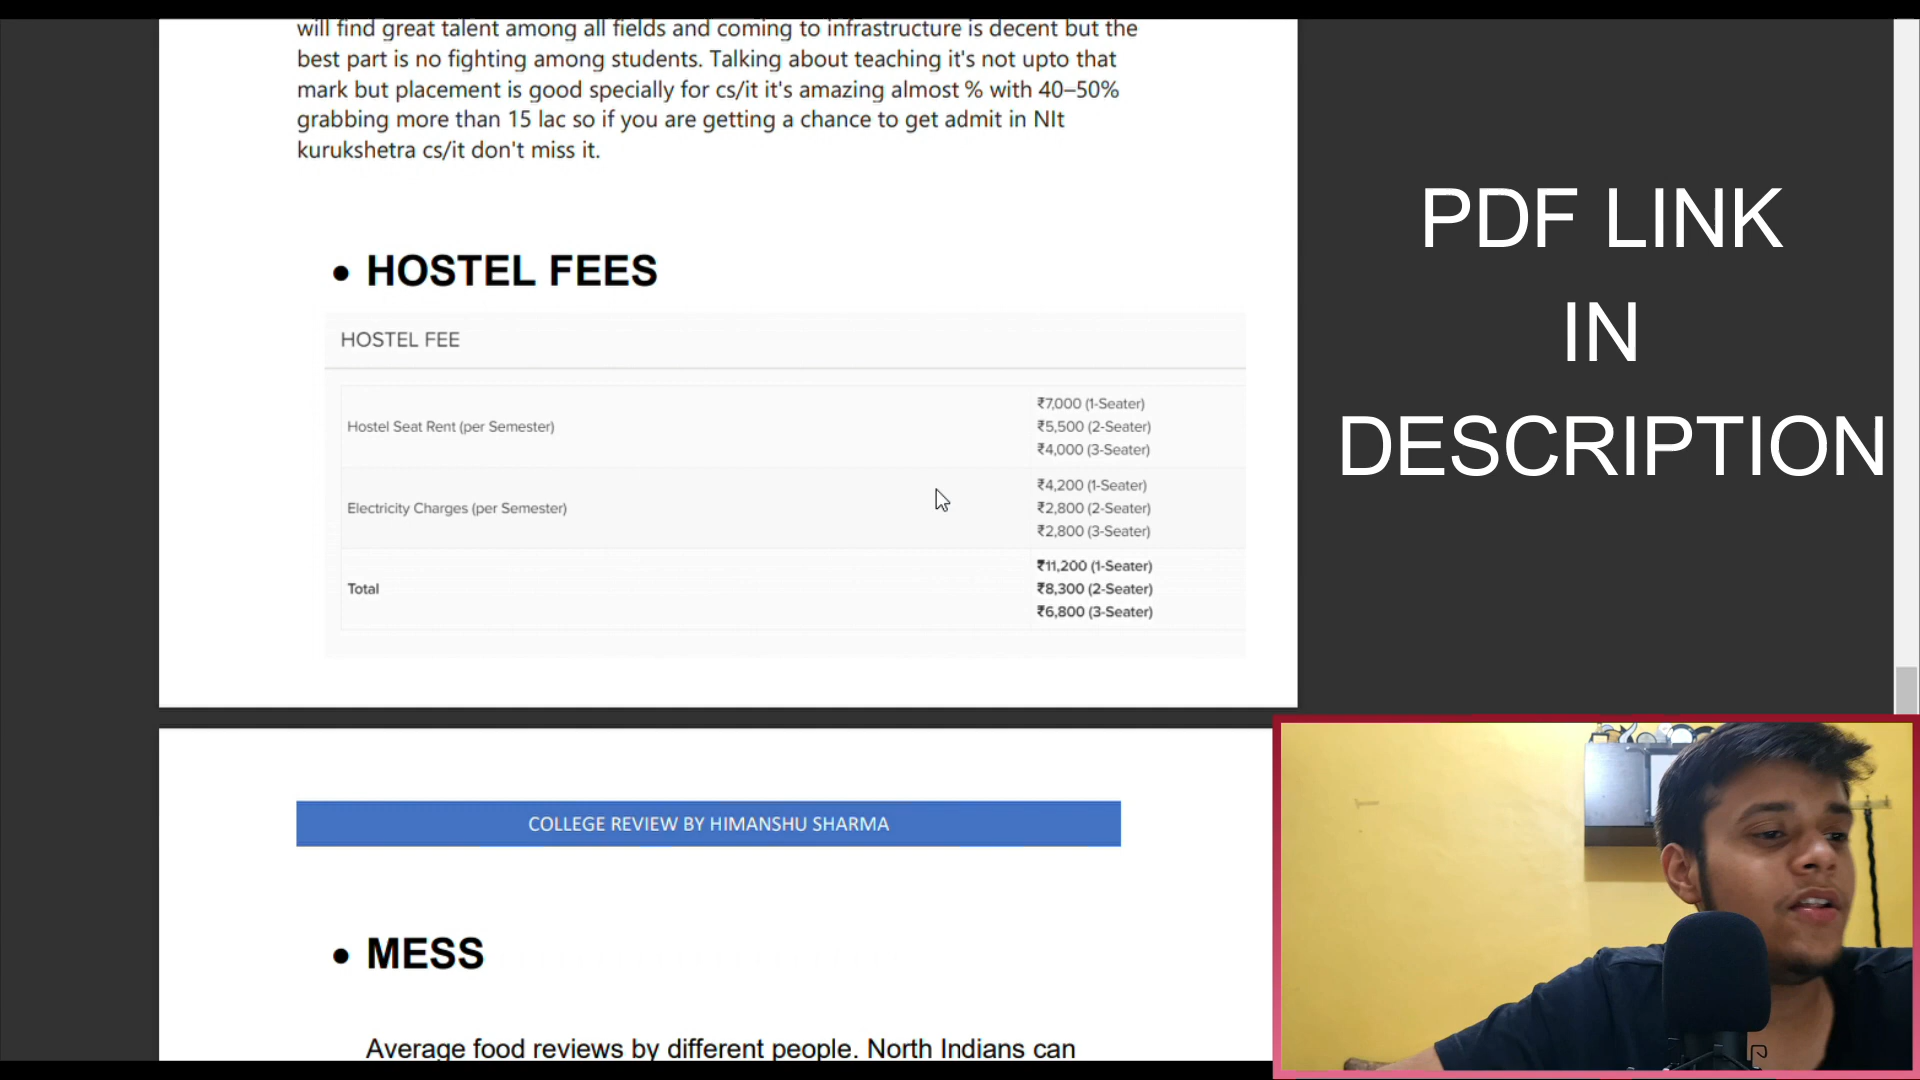 will find great talent among all fields and coming to infrastructure is decent but the
best part is no fighting among students. Talking about teaching it's not upto that
mark but placement is good specially for cs/it it's amazing almost % with 40–50%
grabbing more than 15 lac so if you are getting a chance to get admit in NIt
kurukshetra cs/it don't miss it.
• HOSTEL FEES
HOSTEL FEE
Hostel Seat Rent (per Semester)
₹7,000 (1-Seater)
₹5,500 (2-Seater)
₹4,000 (3-Seater)
Electricity Charges (per Semester)
₹4,200 (1-Seater)
₹2,800 (2-Seater)
₹2,800 (3-Seater)
Total
₹11,200 (1-Seater)
₹8,300 (2-Seater)
₹6,800 (3-Seater)
COLLEGE REVIEW BY HIMANSHU SHARMA
• MESS
Average food reviews by different people. North Indians can
PDF LINK
IN
DESCRIPTION